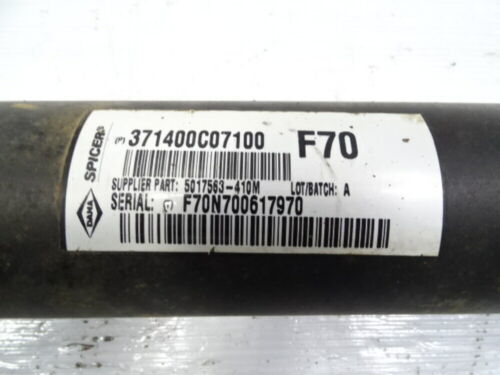 DANA
SPICER®
(P) 371400C07100 F70
SUPPLIER PART: 5017563-410M LOT/BATCH: A
SERIAL: F70N700617970